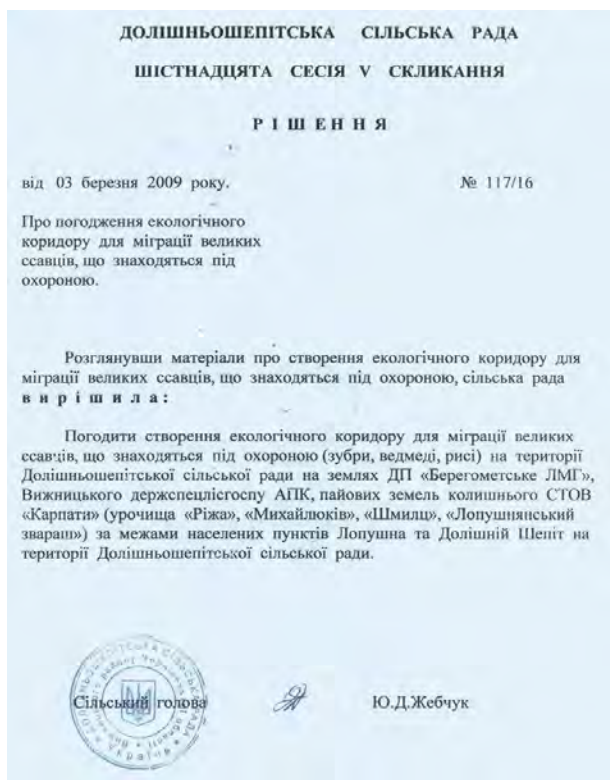 ДОЛІШНЬОШЕПІТСЬКА СІЛЬСЬКА РАДА
ШІСТНАДЦЯТА СЕСІЯ V СКЛИКАННЯ
Р І Ш Е Н Н Я
від 03 березня 2009 року. № 117/16
Про погодження екологічного
коридору для міграції великих
ссавців, що знаходяться під
охороною.
Розглянувши матеріали про створення екологічного коридору для
міграції великих ссавців, що знаходяться під охороною, сільська рада
в и р і ш и л а :
Погодити створення екологічного коридору для міграції великих
ссавців, що знаходяться під охороною (зубри, ведмеді, рисі) на території
Долішньошепітської сільської ради на землях ДП «Берегометське ЛМГ»,
Вижницького держспецлісгоспу АПК, пайових земель колишнього СТОВ
«Карпати» (урочища «Ріжа», «Михайлюків», «Шмилц», «Лопушнянський
звараш») за межами населених пунктів Лопушна та Долішній Шепіт на
території Долішньошепітської сільської ради.
Сільський голова Ю.Д.Жебчук
Україна